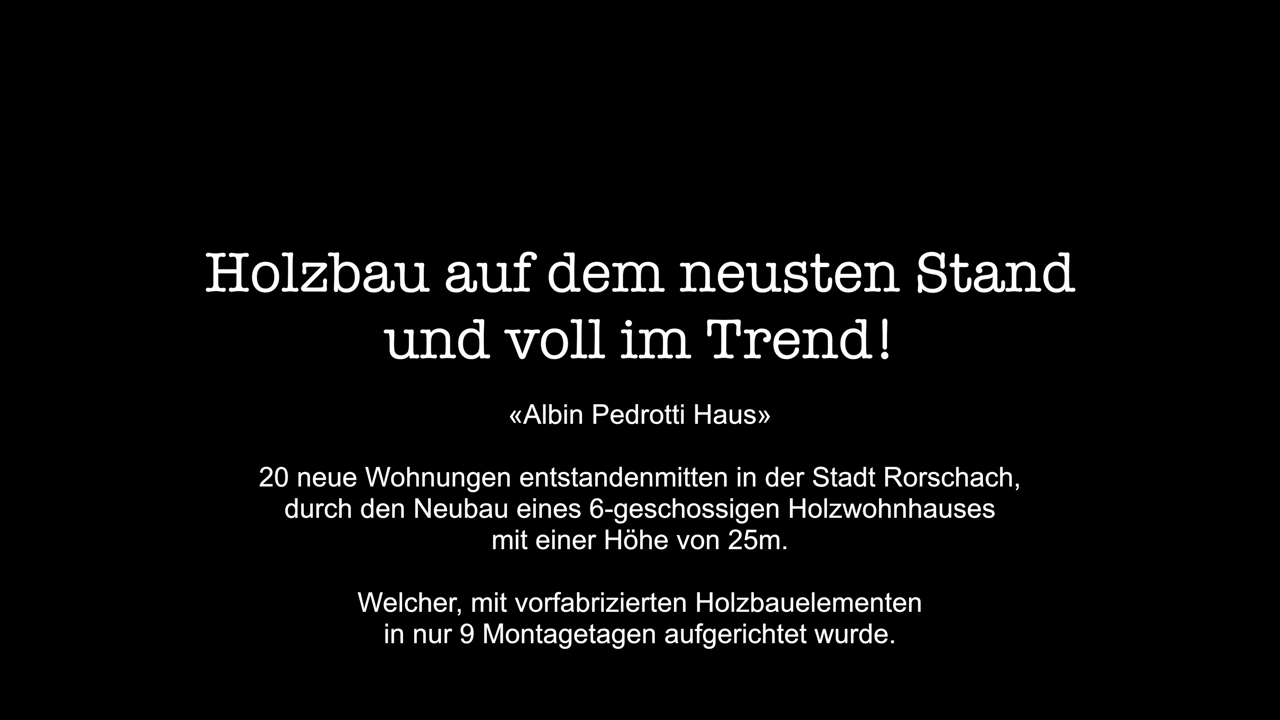 Holzbau auf dem neusten Stand
und voll im Trend!
«Albin Pedrotti Haus»
20 neue Wohnungen entstandenmitten in der Stadt Rorschach,
durch den Neubau eines 6-geschossigen Holzwohnhauses
mit einer Höhe von 25m.
Welcher, mit vorfabrizierten Holzbauelementen
in nur 9 Montagetagen aufgerichtet wurde.